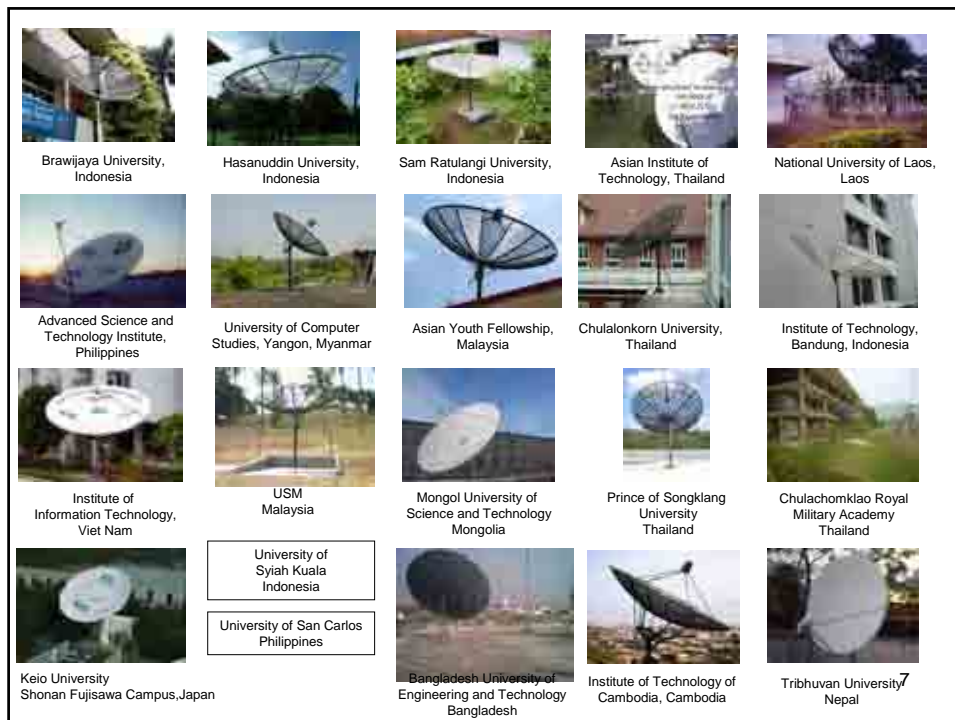 Brawijaya University,
Indonesia
Hasanuddin University,
Indonesia
Sam Ratulangi University,
Indonesia
Asian Institute of
Technology, Thailand
National University of Laos,
Laos
Advanced Science and
Technology Institute,
Philippines
University of Computer
Studies, Yangon, Myanmar
Asian Youth Fellowship,
Malaysia
Chulalonkorn University,
Thailand
Institute of Technology,
Bandung, Indonesia
Institute of
Information Technology,
Viet Nam
USM
Malaysia
Mongol University of
Science and Technology
Mongolia
Prince of Songklang
University
Thailand
Chulachomklao Royal
Military Academy
Thailand
Keio University
Shonan Fujisawa Campus,Japan
University of
Syiah Kuala
Indonesia
University of San Carlos
Philippines
Bangladesh University of
Engineering and Technology
Bangladesh
Institute of Technology of
Cambodia, Cambodia
Tribhuvan University
Nepal
7